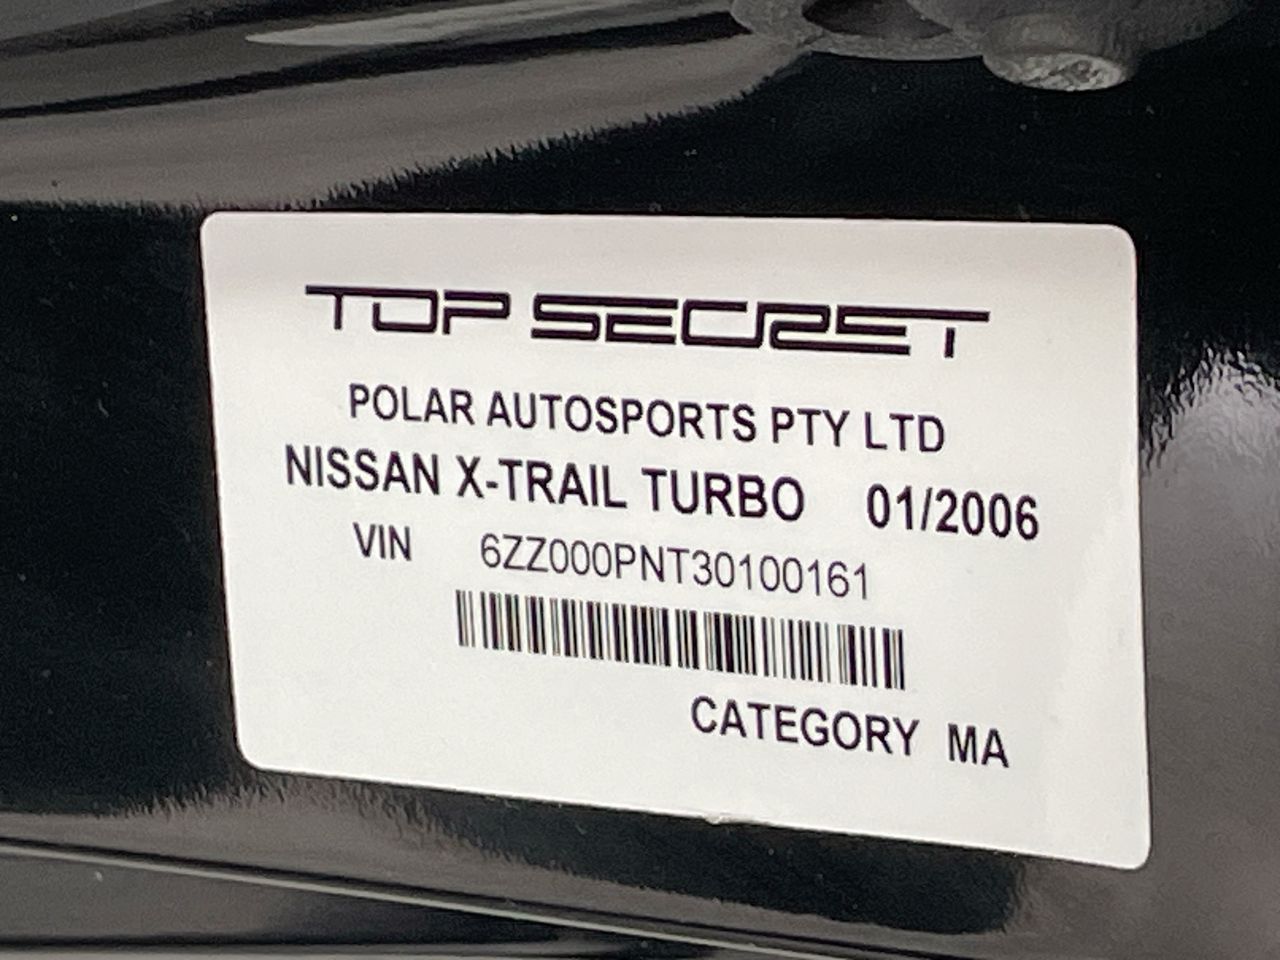 TOP SECRET
POLAR AUTOSPORTS PTY LTD
NISSAN X-TRAIL TURBO 01/2006
VIN 6ZZ000PNT30100161
CATEGORY MA